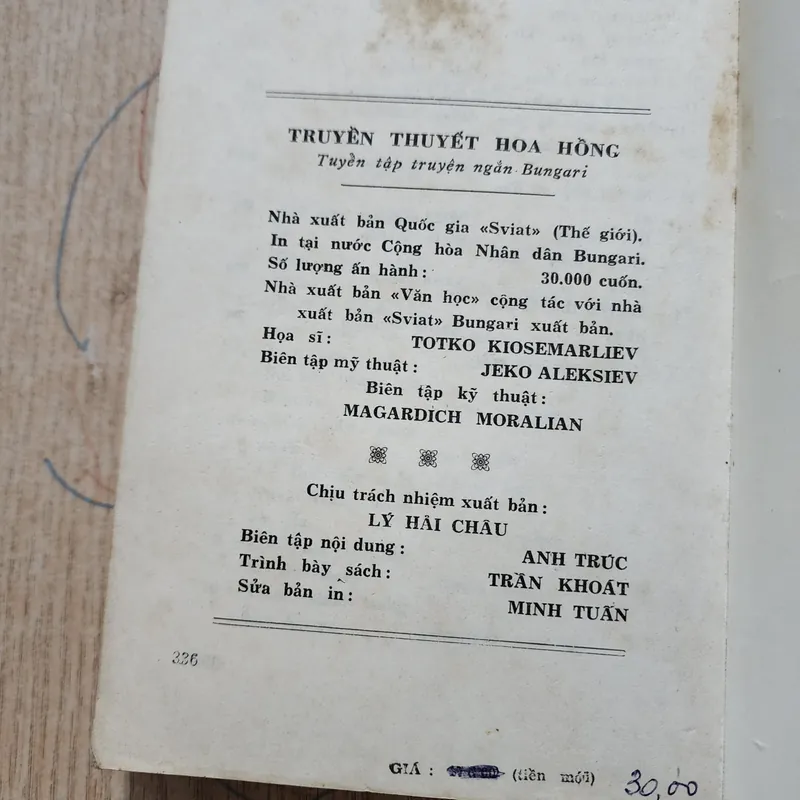 TRUYỀN THUYẾT HOA HỒNG
Tuyển tập truyện ngắn Bungari
Nhà xuất bản Quốc gia «Sviat» (Thế giới).
In tại nước Cộng hòa Nhân dân Bungari.
Số lượng ấn hành: 30.000 cuốn.
Nhà xuất bản «Văn học» cộng tác với nhà
xuất bản «Sviat» Bungari xuất bản.
Họa sĩ: TOTKO KIOSEMARLIEV
Biên tập mỹ thuật: JEKO ALEKSIEV
Biên tập kỹ thuật:
MAGARDICH MORALIAN
Chịu trách nhiệm xuất bản:
LÝ HẢI CHÂU
Biên tập nội dung: ANH TRÚC
Trình bày sách: TRẦN KHOÁT
Sửa bản in: MINH TUẤN
336
GIÁ: (tiền mới) 30,00